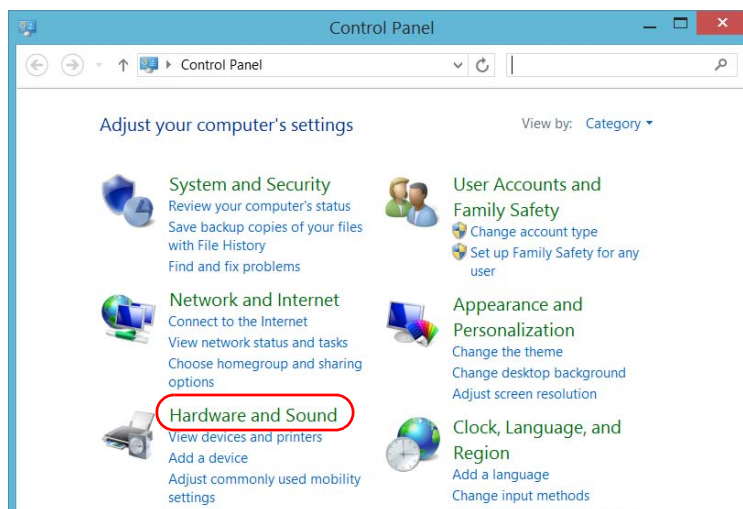 Control Panel
Control Panel
Adjust your computer's settings
View by: Category
System and Security
Review your computer's status
Save backup copies of your files
with File History
Find and fix problems
Network and Internet
Connect to the Internet
View network status and tasks
Choose homegroup and sharing
options
Hardware and Sound
View devices and printers
Add a device
Adjust commonly used mobility
settings
User Accounts and
Family Safety
Change account type
Set up Family Safety for any
user
Appearance and
Personalization
Change the theme
Change desktop background
Adjust screen resolution
Clock, Language, and
Region
Add a language
Change input methods